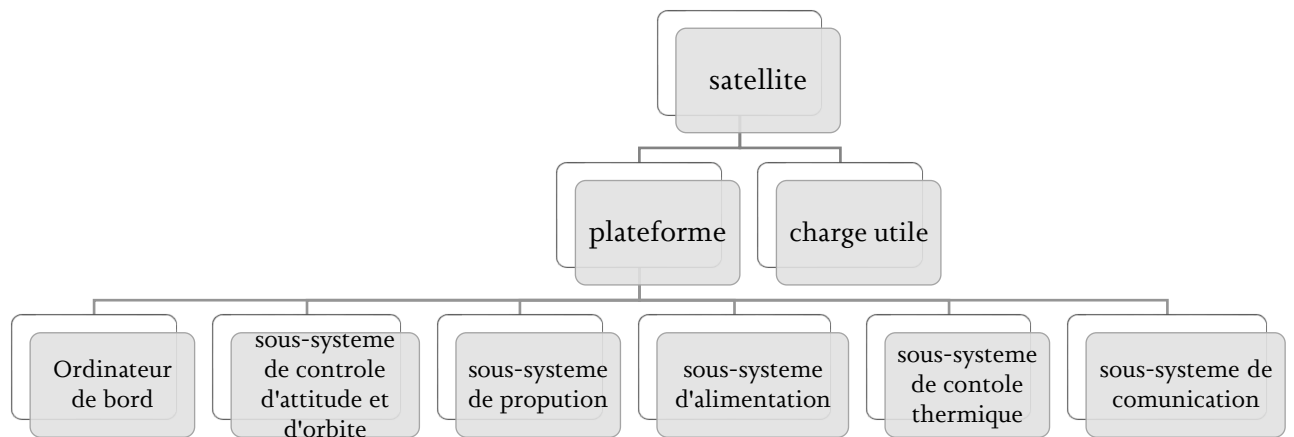 satellite
plateforme
charge utile
Ordinateur
de bord
sous-systeme
de controle
d'attitude et
d'orbite
sous-systeme
de propution
sous-systeme
d'alimentation
sous-systeme
de contole
thermique
sous-systeme de
comunication